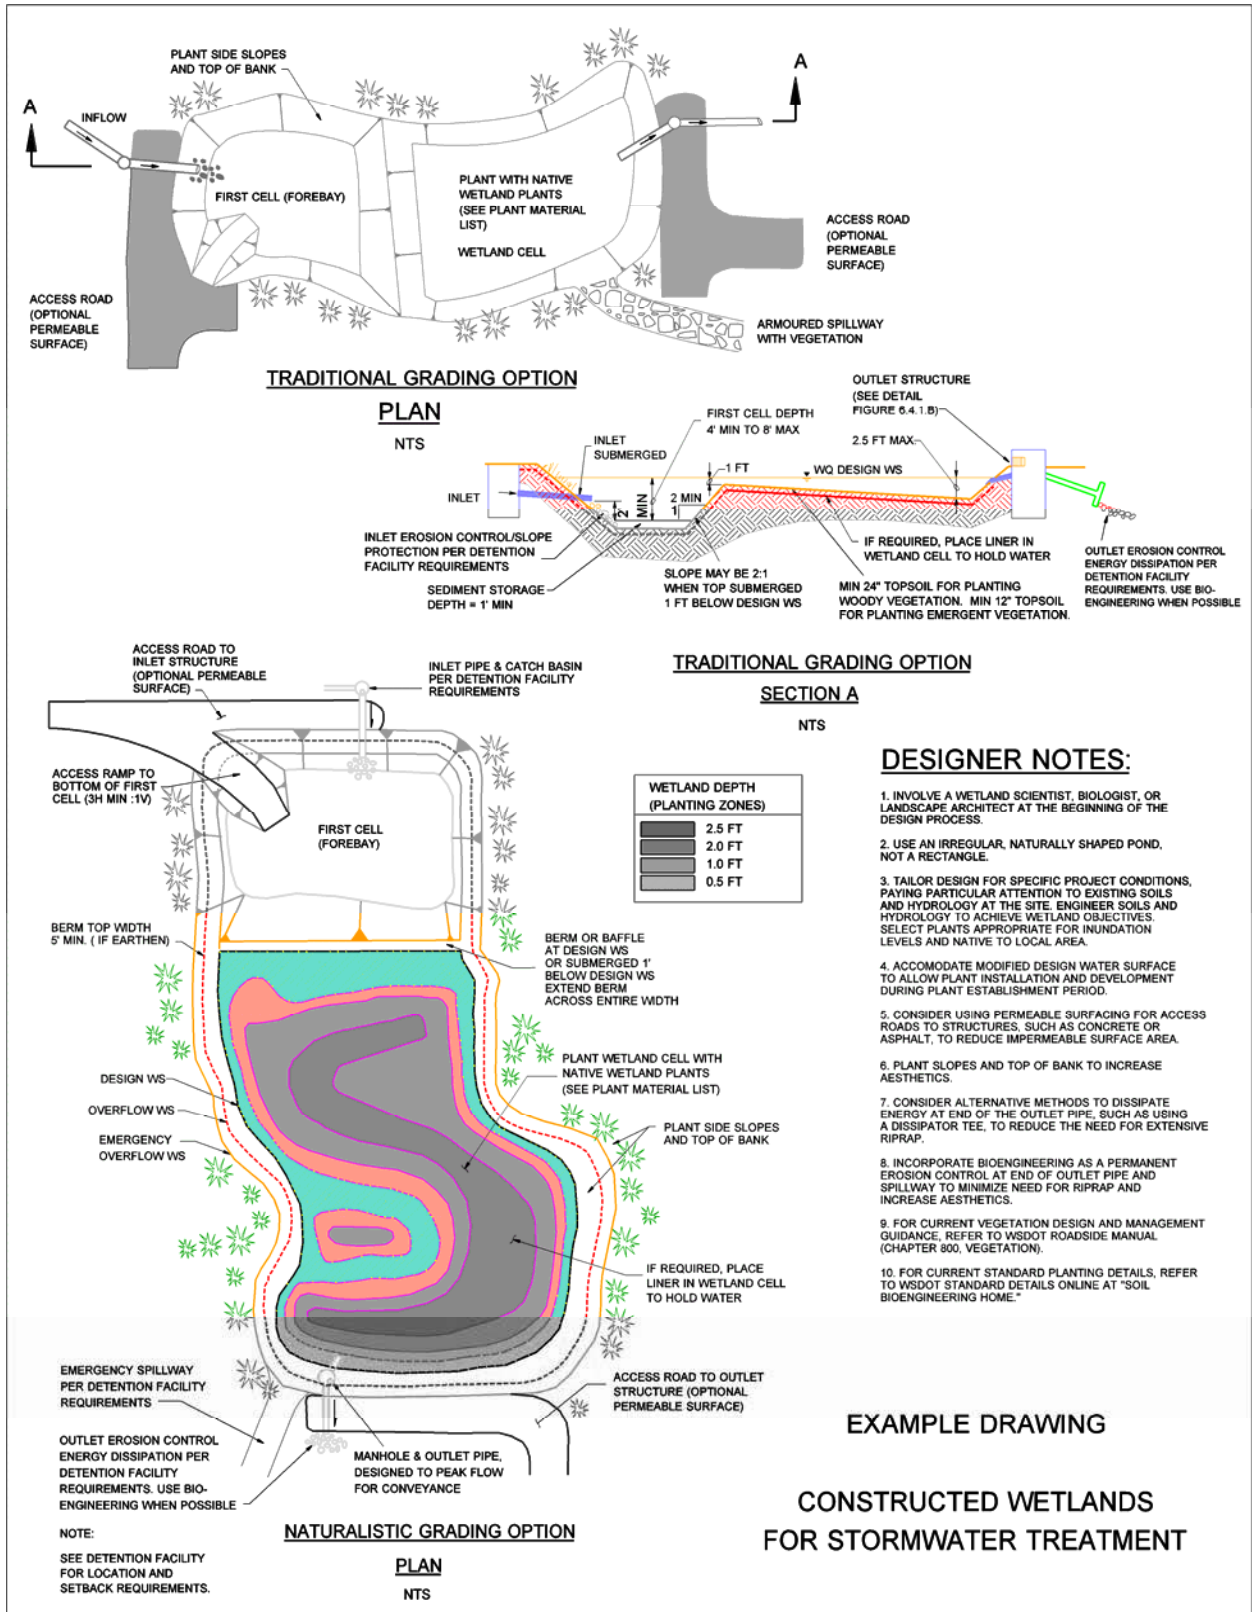 PLANT SIDE SLOPES
AND TOP OF BANK
A
A
INFLOW
FIRST CELL (FOREBAY)
PLANT WITH NATIVE
WETLAND PLANTS
(SEE PLANT MATERIAL
LIST)
WETLAND CELL
ACCESS ROAD
(OPTIONAL
PERMEABLE
SURFACE)
ACCESS ROAD
(OPTIONAL
PERMEABLE
SURFACE)
ARMOURED SPILLWAY
WITH VEGETATION
TRADITIONAL GRADING OPTION
PLAN
NTS
OUTLET STRUCTURE
(SEE DETAIL
FIGURE 6.4.1.B)
FIRST CELL DEPTH
4' MIN TO 8' MAX
INLET
SUBMERGED
2.5 FT MAX.
1 FT
WQ DESIGN WS
INLET
2'
MIN
2 MIN
1
INLET EROSION CONTROL/SLOPE
PROTECTION PER DETENTION
FACILITY REQUIREMENTS
SEDIMENT STORAGE
DEPTH = 1' MIN
SLOPE MAY BE 2:1
WHEN TOP SUBMERGED
1 FT BELOW DESIGN WS
IF REQUIRED, PLACE LINER IN
WETLAND CELL TO HOLD WATER
MIN 24" TOPSOIL FOR PLANTING
WOODY VEGETATION. MIN 12" TOPSOIL
FOR PLANTING EMERGENT VEGETATION.
OUTLET EROSION CONTROL
ENERGY DISSIPATION PER
DETENTION FACILITY
REQUIREMENTS. USE BIO-
ENGINEERING WHEN POSSIBLE
TRADITIONAL GRADING OPTION
SECTION A
NTS
ACCESS ROAD TO
INLET STRUCTURE
(OPTIONAL PERMEABLE
SURFACE)
INLET PIPE & CATCH BASIN
PER DETENTION FACILITY
REQUIREMENTS
ACCESS RAMP TO
BOTTOM OF FIRST
CELL (3H MIN :1V)
FIRST CELL
(FOREBAY)
WETLAND DEPTH
(PLANTING ZONES)
2.5 FT
2.0 FT
1.0 FT
0.5 FT
BERM TOP WIDTH
5' MIN. ( IF EARTHEN)
BERM OR BAFFLE
AT DESIGN WS
OR SUBMERGED 1'
BELOW DESIGN WS
EXTEND BERM
ACROSS ENTIRE WIDTH
PLANT WETLAND CELL WITH
NATIVE WETLAND PLANTS
(SEE PLANT MATERIAL LIST)
DESIGN WS
OVERFLOW WS
EMERGENCY
OVERFLOW WS
PLANT SIDE SLOPES
AND TOP OF BANK
IF REQUIRED, PLACE
LINER IN WETLAND CELL
TO HOLD WATER
EMERGENCY SPILLWAY
PER DETENTION FACILITY
REQUIREMENTS
ACCESS ROAD TO OUTLET
STRUCTURE (OPTIONAL
PERMEABLE SURFACE)
OUTLET EROSION CONTROL
ENERGY DISSIPATION PER
DETENTION FACILITY
REQUIREMENTS. USE BIO-
ENGINEERING WHEN POSSIBLE
MANHOLE & OUTLET PIPE,
DESIGNED TO PEAK FLOW
FOR CONVEYANCE
NOTE:
SEE DETENTION FACILITY
FOR LOCATION AND
SETBACK REQUIREMENTS.
NATURALISTIC GRADING OPTION
PLAN
NTS
DESIGNER NOTES:
1. INVOLVE A WETLAND SCIENTIST, BIOLOGIST, OR
LANDSCAPE ARCHITECT AT THE BEGINNING OF THE
DESIGN PROCESS.
2. USE AN IRREGULAR, NATURALLY SHAPED POND,
NOT A RECTANGLE.
3. TAILOR DESIGN FOR SPECIFIC PROJECT CONDITIONS,
PAYING PARTICULAR ATTENTION TO EXISTING SOILS
AND HYDROLOGY AT THE SITE. ENGINEER SOILS AND
HYDROLOGY TO ACHIEVE WETLAND OBJECTIVES.
SELECT PLANTS APPROPRIATE FOR INUNDATION
LEVELS AND NATIVE TO LOCAL AREA.
4. ACCOMODATE MODIFIED DESIGN WATER SURFACE
TO ALLOW PLANT INSTALLATION AND DEVELOPMENT
DURING PLANT ESTABLISHMENT PERIOD.
5. CONSIDER USING PERMEABLE SURFACING FOR ACCESS
ROADS TO STRUCTURES, SUCH AS CONCRETE OR
ASPHALT, TO REDUCE IMPERMEABLE SURFACE AREA.
6. PLANT SLOPES AND TOP OF BANK TO INCREASE
AESTHETICS.
7. CONSIDER ALTERNATIVE METHODS TO DISSIPATE
ENERGY AT END OF THE OUTLET PIPE, SUCH AS USING
A DISSIPATOR TEE, TO REDUCE THE NEED FOR EXTENSIVE
RIPRAP.
8. INCORPORATE BIOENGINEERING AS A PERMANENT
EROSION CONTROL AT END OF OUTLET PIPE AND
SPILLWAY TO MINIMIZE NEED FOR RIPRAP AND
INCREASE AESTHETICS.
9. FOR CURRENT VEGETATION DESIGN AND MANAGEMENT
GUIDANCE, REFER TO WSDOT ROADSIDE MANUAL
(CHAPTER 800, VEGETATION).
10. FOR CURRENT STANDARD PLANTING DETAILS, REFER
TO WSDOT STANDARD DETAILS ONLINE AT "SOIL
BIOENGINEERING HOME."
EXAMPLE DRAWING
CONSTRUCTED WETLANDS
FOR STORMWATER TREATMENT